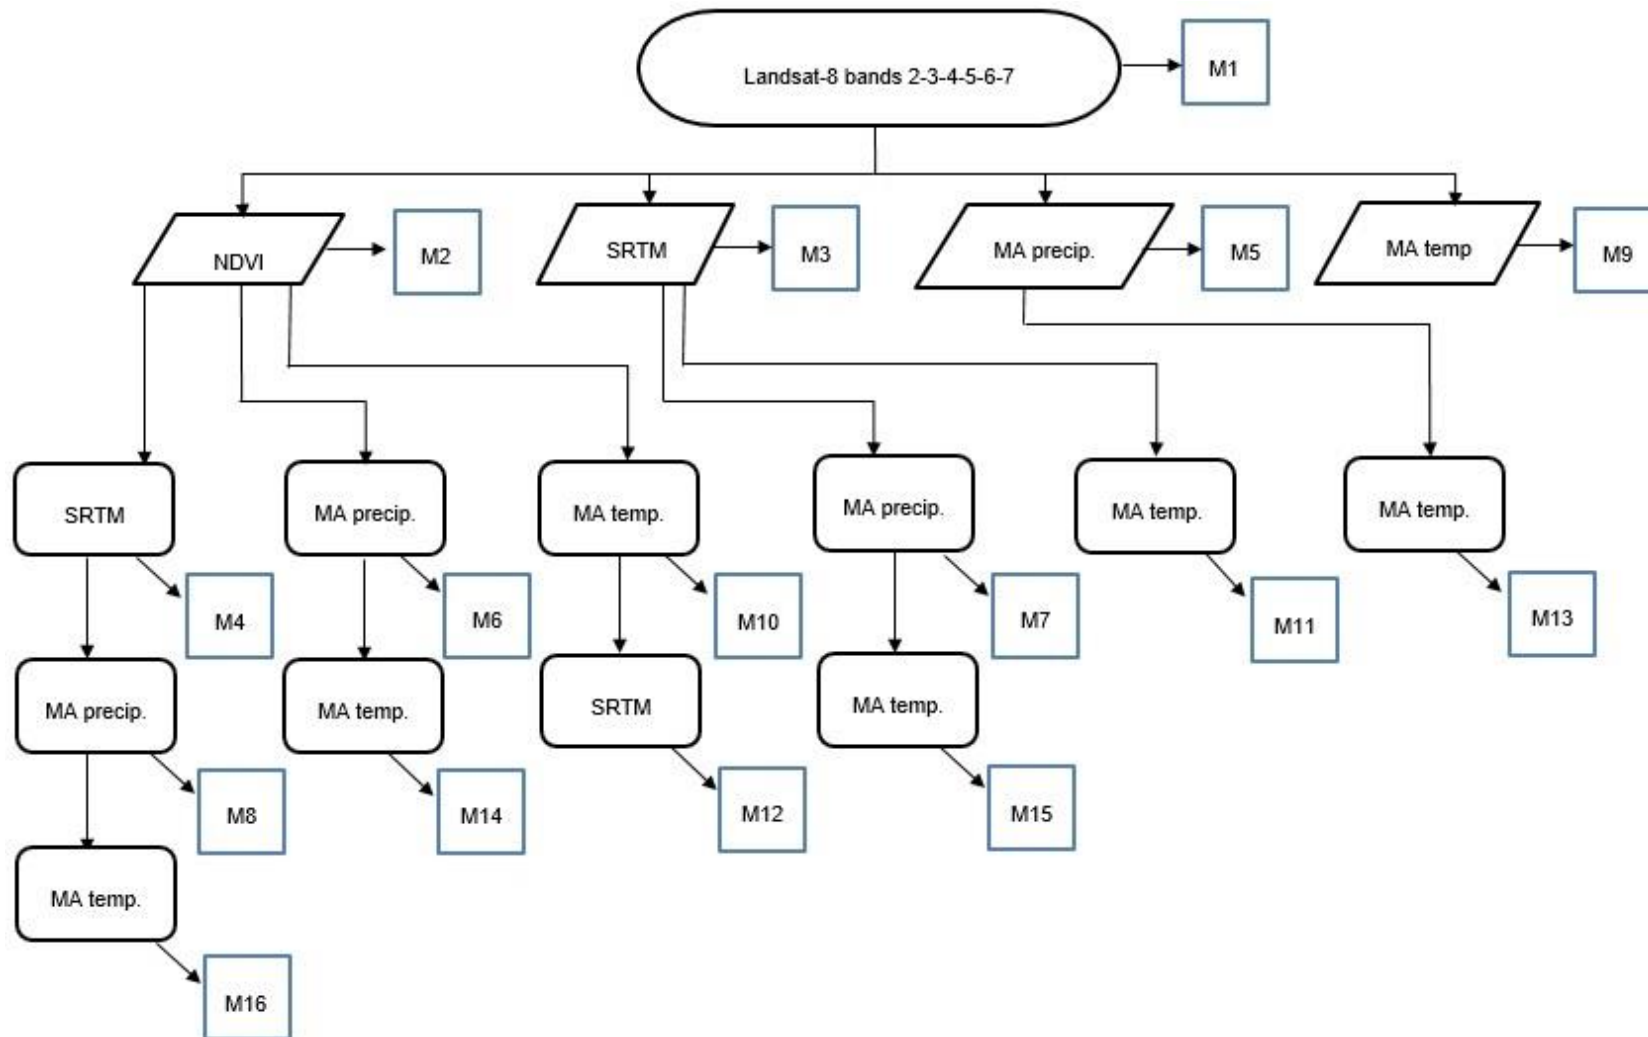 Landsat-8 bands 2-3-4-5-6-7
M1
NDVI
M2
SRTM
M3
MA precip.
M5
MA temp
M9
SRTM
MA precip.
MA temp.
MA precip.
MA temp.
MA temp.
M4
M6
M10
M7
M11
M13
MA precip.
MA temp.
SRTM
MA temp.
M8
M14
M12
M15
MA temp.
M16